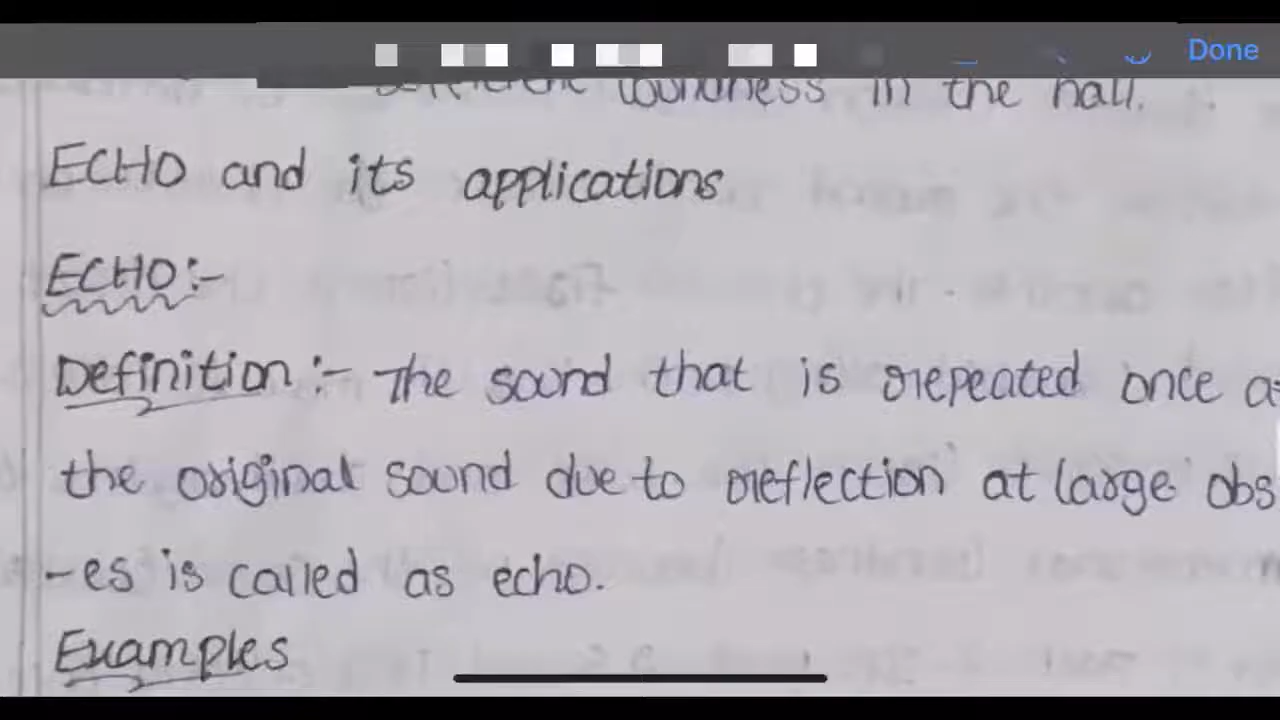 Done
loudness in the hall.
ECHO and its applications
ECHO:-
Definition :- The sound that is repeated once
the original sound due to reflection at large obs
-es is called as echo.
Examples